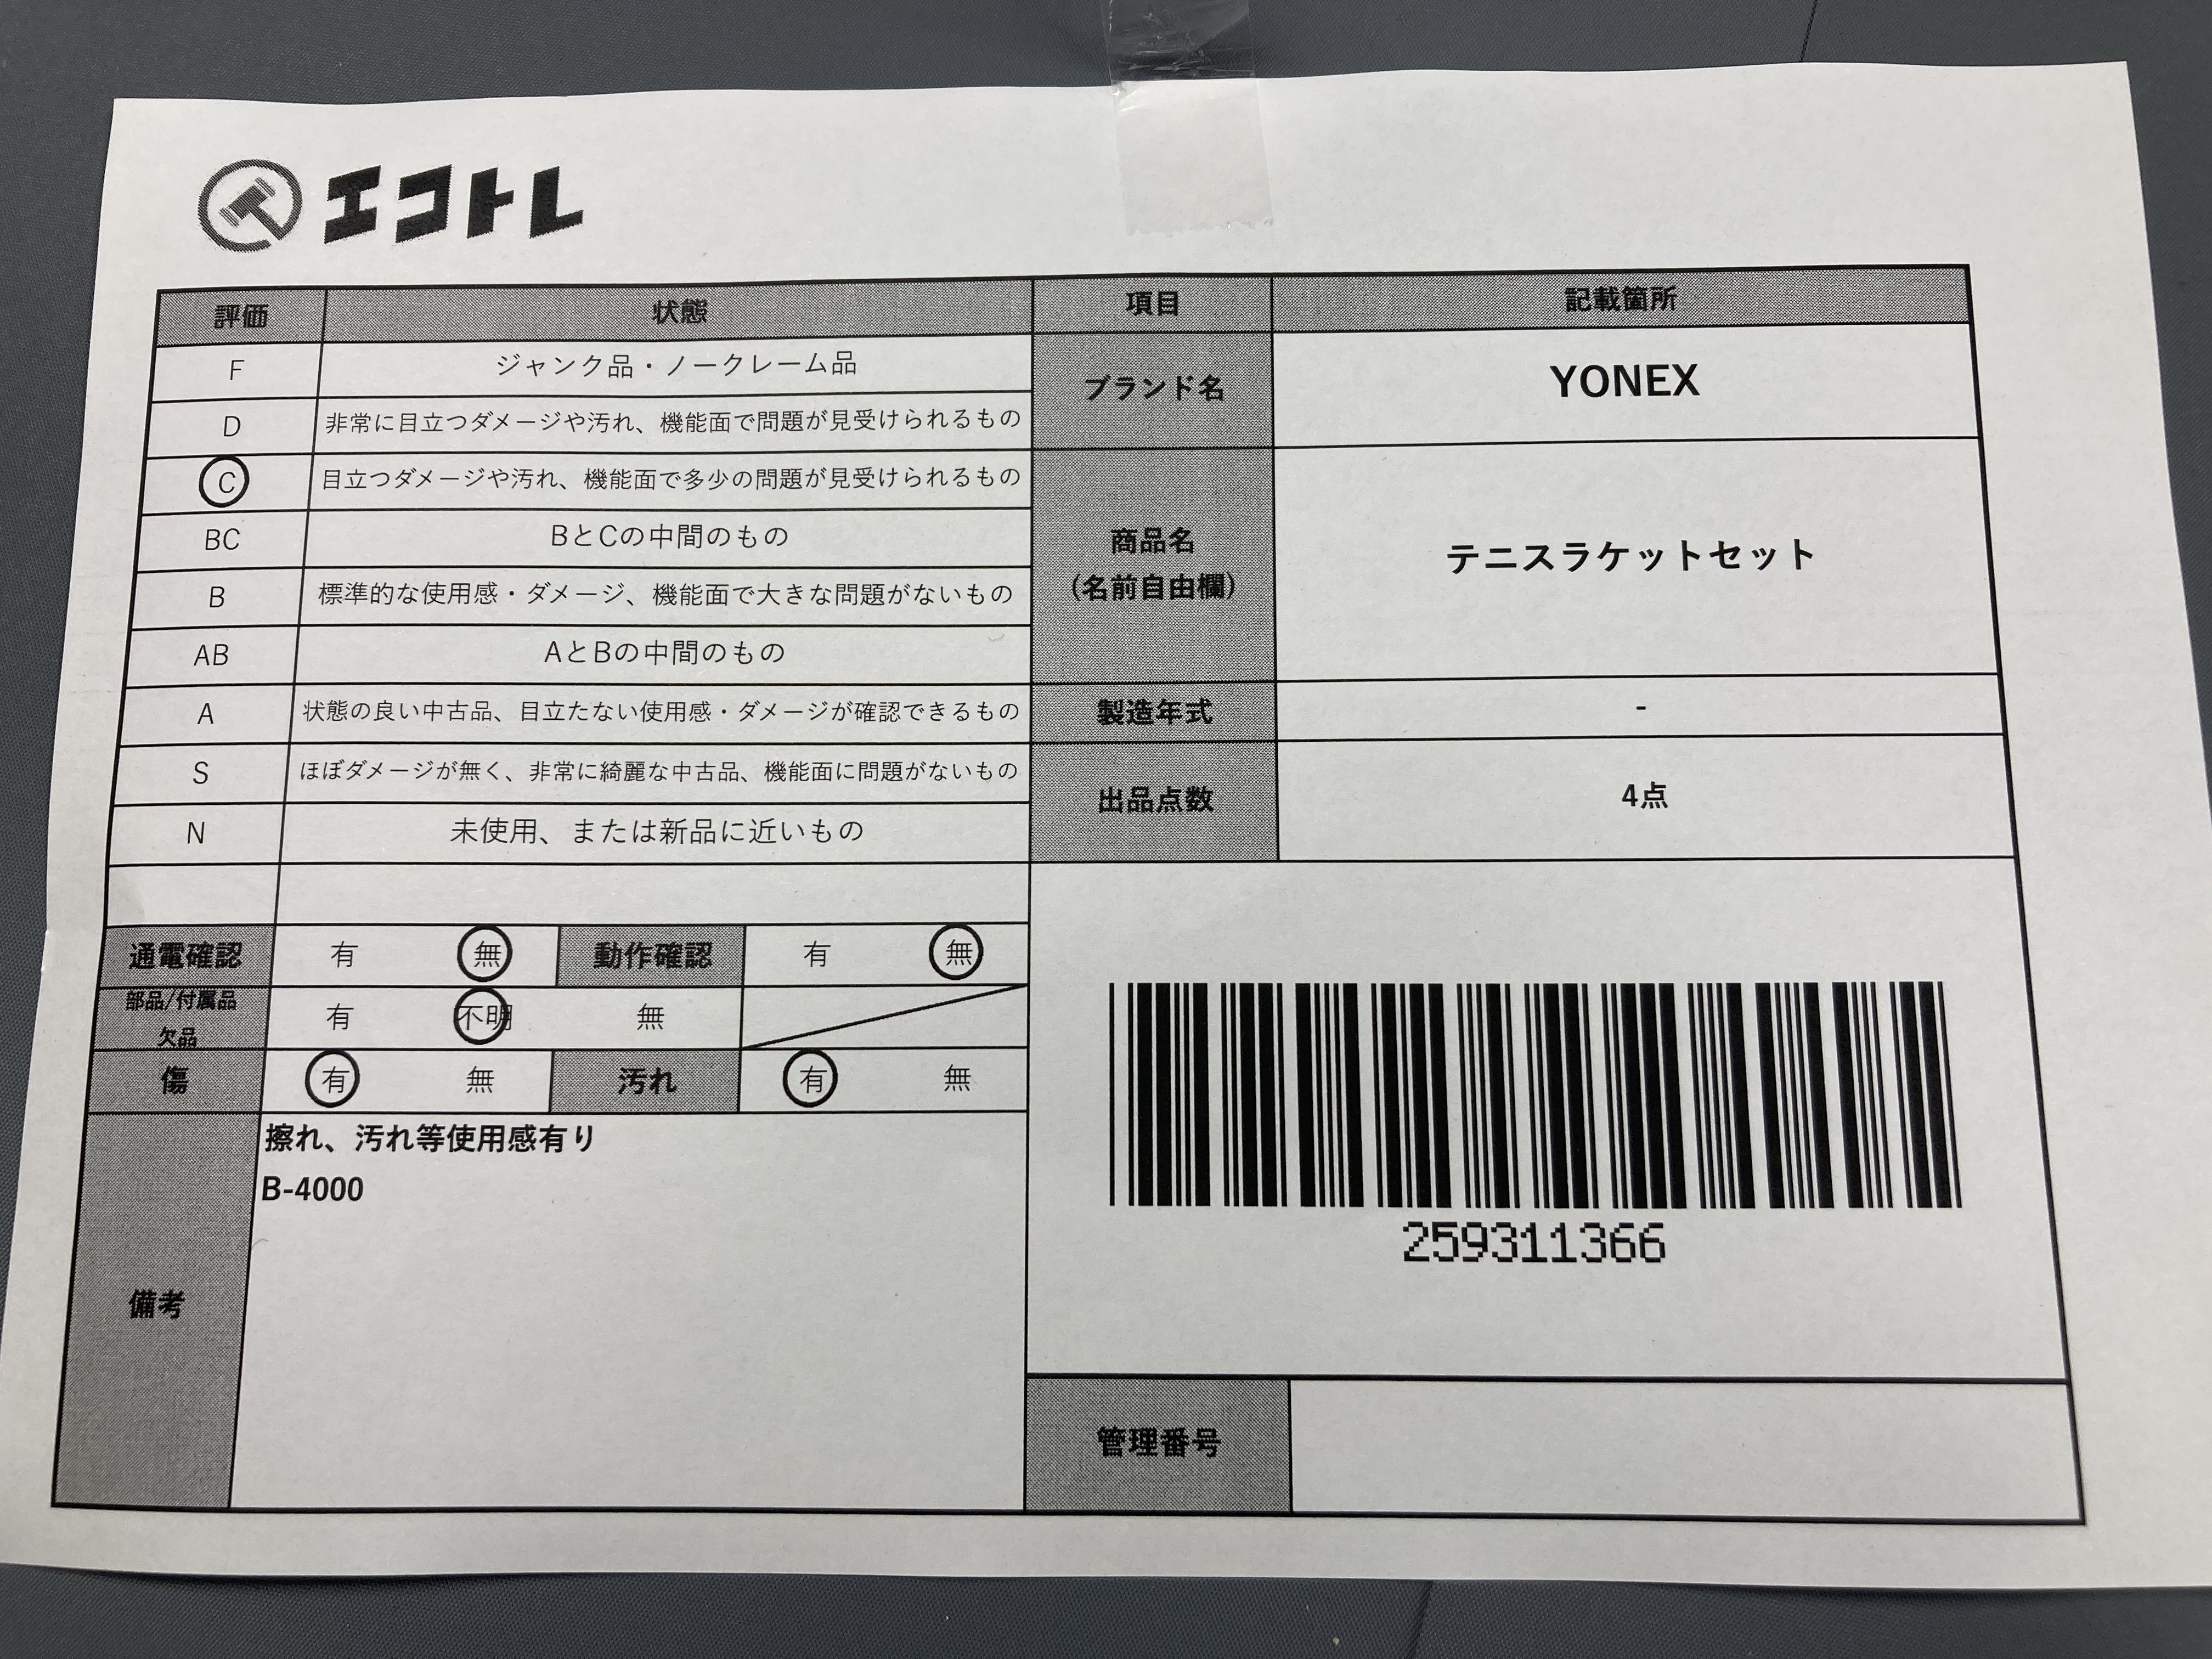 エコトレ
評価 状態
F ジャンク品・ノークレーム品
D 非常に目立つダメージや汚れ、機能面で問題が見受けられるもの
C 目立つダメージや汚れ、機能面で多少の問題が見受けられるもの
BC BとCの中間のもの
B 標準的な使用感・ダメージ、機能面で大きな問題がないもの
AB AとBの中間のもの
A 状態の良い中古品、目立たない使用感・ダメージが確認できるもの
S ほぼダメージが無く、非常に綺麗な中古品、機能面に問題がないもの
N 未使用、または新品に近いもの
通電確認 有 無 動作確認 有 無
部品/付属品
欠品
有 不明 無
傷 有 無 汚れ 有 無
備考
擦れ、汚れ等使用感有り
B-4000
項目 記載箇所
ブランド名 YONEX
商品名
(名前自由欄)
テニスラケットセット
製造年式 -
出品点数 4点
259311366
管理番号